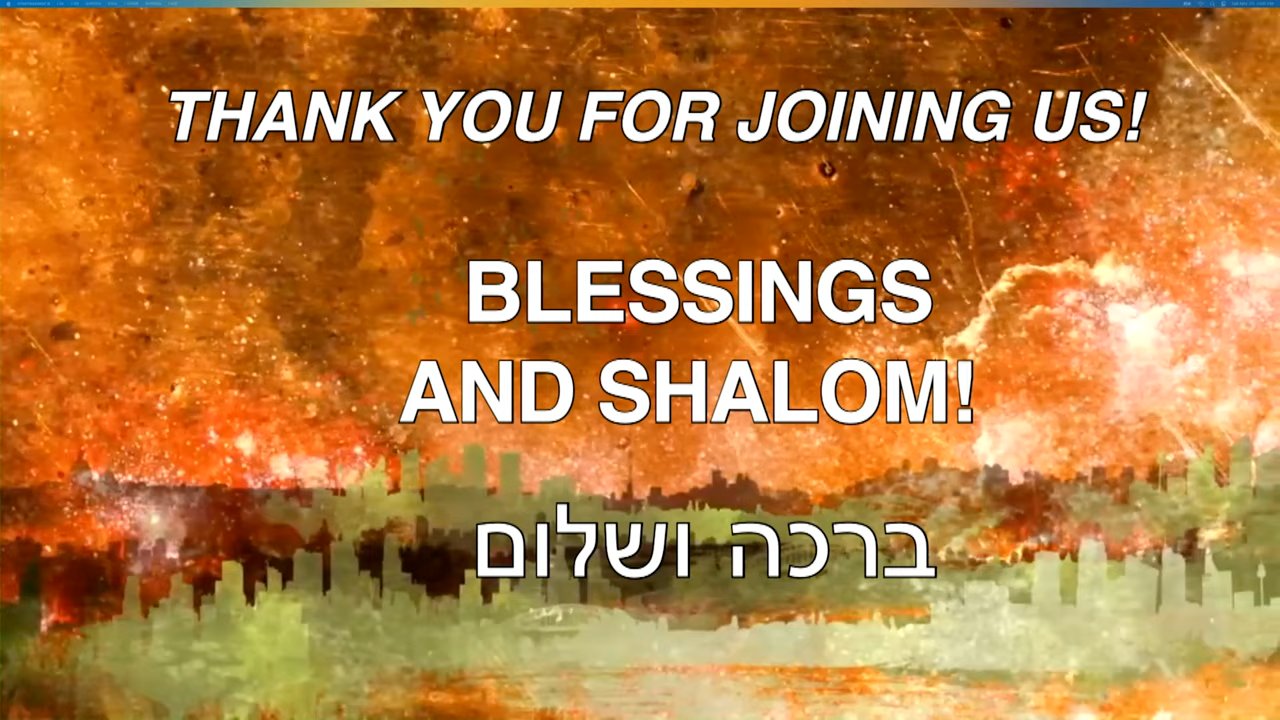 THANK YOU FOR JOINING US!
BLESSINGS
AND SHALOM!
ברכה ושלום